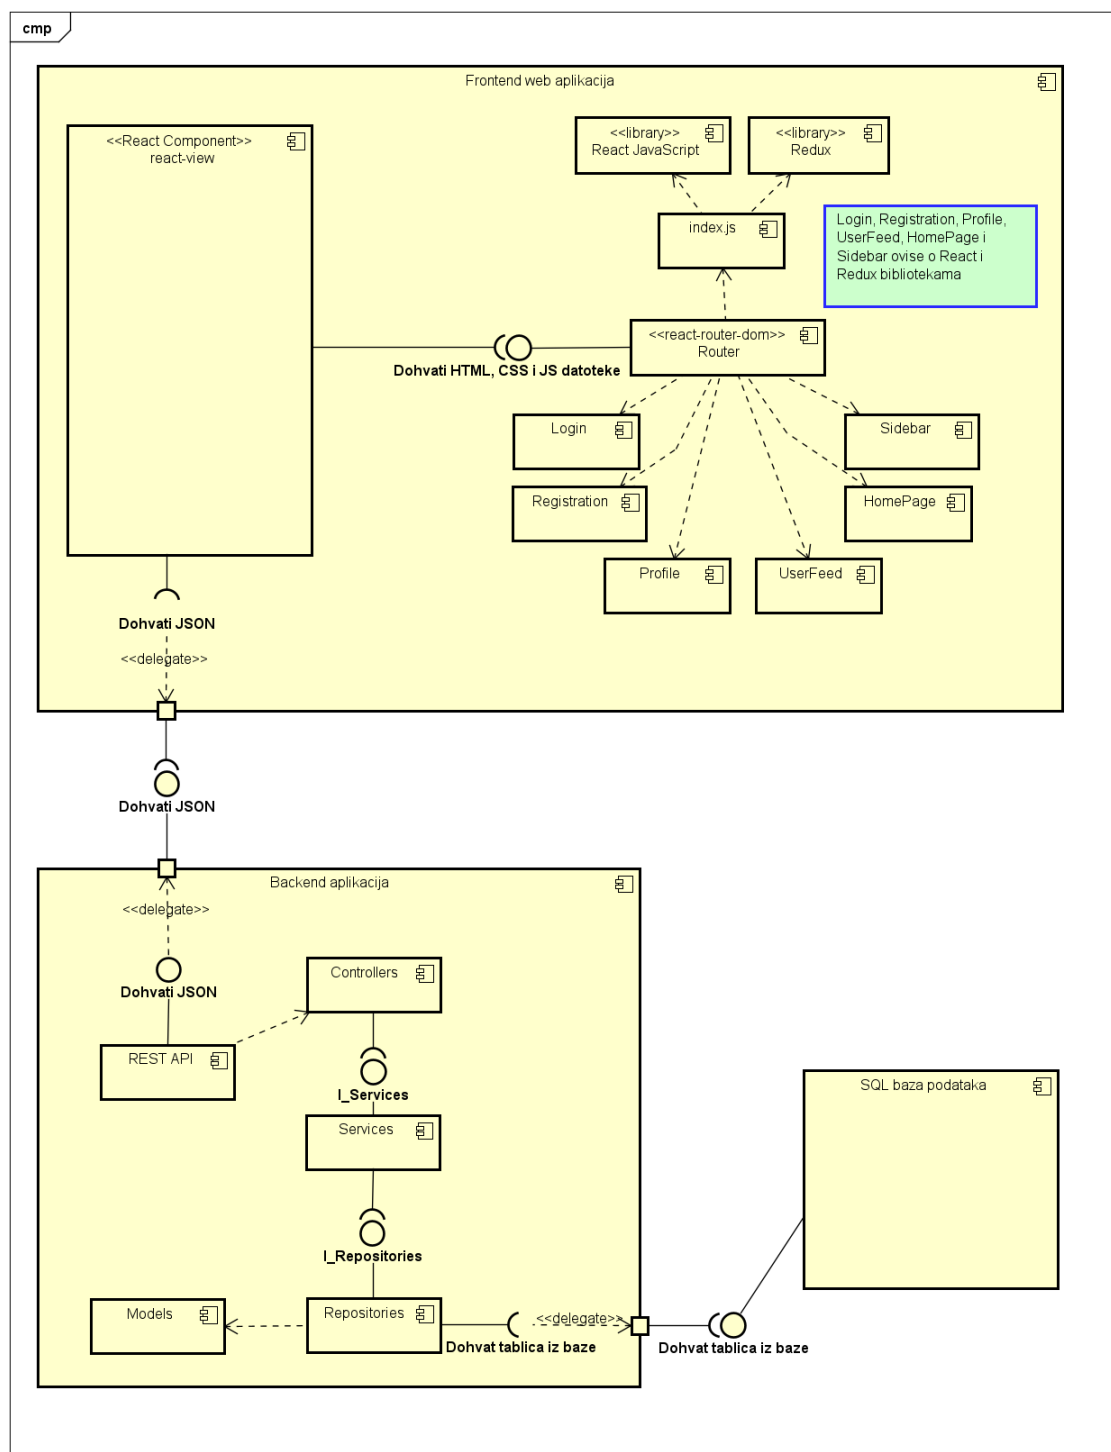 cmp
Frontend web aplikacija
<<React Component>>
react-view
<<library>>
React JavaScript
<<library>>
Redux
index.js
Login, Registration, Profile,
UserFeed, HomePage i
Sidebar ovise o React i
Redux bibliotekama
<<react-router-dom>>
Router
Dohvati HTML, CSS i JS datoteke
Login
Sidebar
Registration
HomePage
Profile
UserFeed
Dohvati JSON
<<delegate>>
Dohvati JSON
Backend aplikacija
<<delegate>>
Dohvati JSON
Controllers
REST API
I_Services
Services
SQL baza podataka
I_Repositories
Models
Repositories
<<delegate>>
Dohvat tablica iz baze
Dohvat tablica iz baze